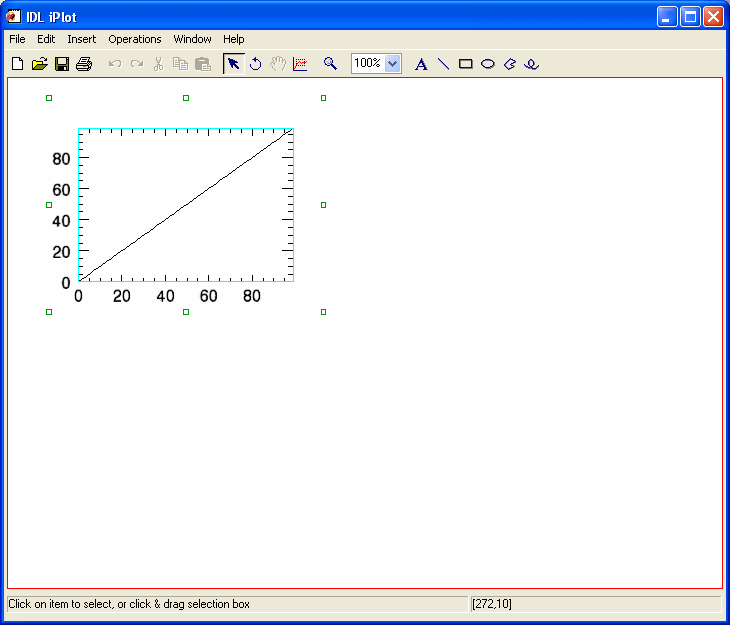 IDL iPlot
File Edit Insert Operations Window Help
100% A
80
60
40
20
0
0 20 40 60 80
Click on item to select, or click & drag selection box [272,10]